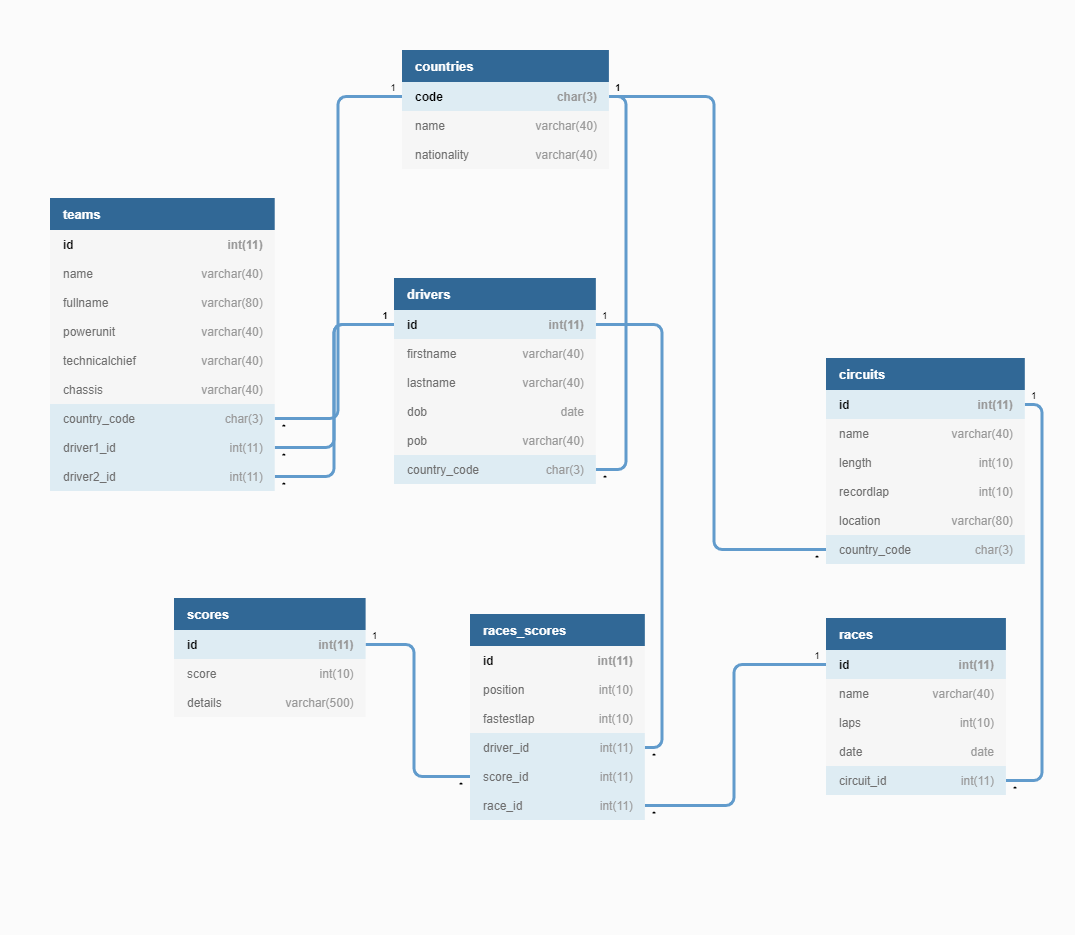 countries
1
1
code char(3)
name varchar(40)
nationality varchar(40)
teams
id int(11)
name varchar(40)
fullname varchar(80)
powerunit varchar(40)
technicalchief varchar(40)
chassis varchar(40)
country_code char(3)
*
driver1_id int(11)
*
driver2_id int(11)
*
drivers
1
1
id int(11)
firstname varchar(40)
lastname varchar(40)
dob date
pob varchar(40)
country_code char(3)
*
circuits
1
id int(11)
name varchar(40)
length int(10)
recordlap int(10)
location varchar(80)
country_code char(3)
*
scores
1
id int(11)
score int(10)
details varchar(500)
races_scores
id int(11)
position int(10)
fastestlap int(10)
driver_id int(11)
*
score_id int(11)
*
race_id int(11)
*
races
1
id int(11)
name varchar(40)
laps int(10)
date date
circuit_id int(11)
*